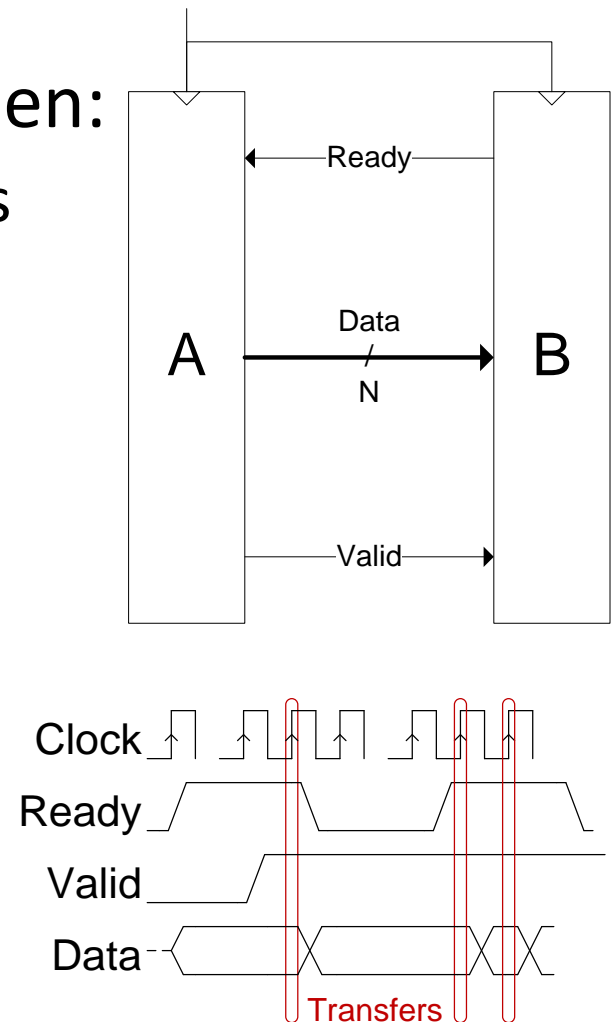 en:
s
Ready
Data
A
B
N
Valid
Clock
Ready
Valid
Data
Transfers